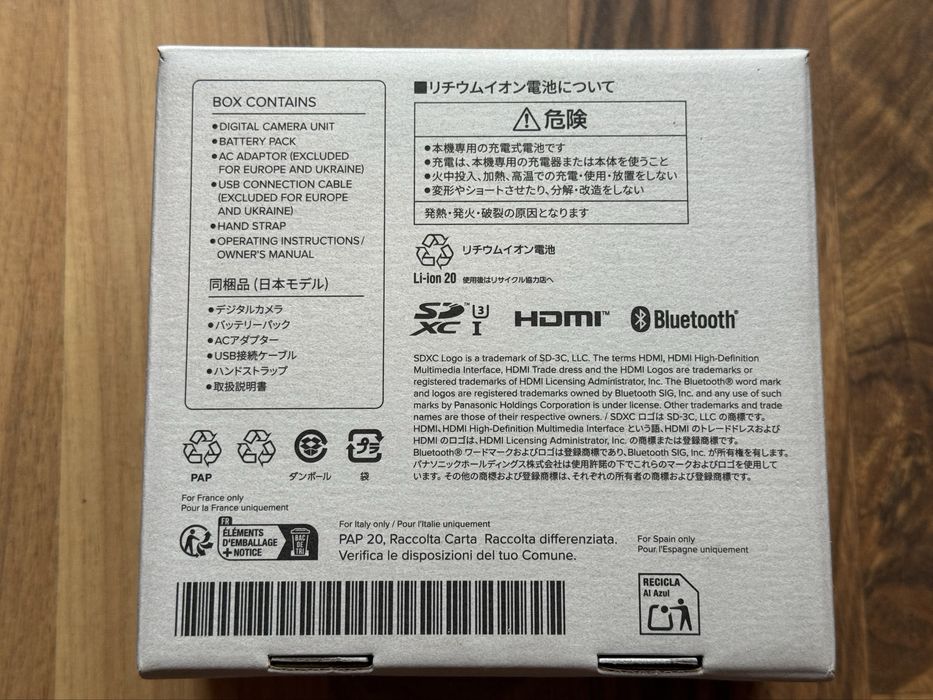 BOX CONTAINS
●DIGITAL CAMERA UNIT
●BATTERY PACK
●AC ADAPTOR (EXCLUDED
FOR EUROPE AND UKRAINE)
●USB CONNECTION CABLE
(EXCLUDED FOR EUROPE
AND UKRAINE)
●HAND STRAP
●OPERATING INSTRUCTIONS/
OWNER'S MANUAL
同梱品 (日本モデル)
●デジタルカメラ
●バッテリーパック
●ACアダプター
●USB接続ケーブル
●ハンドストラップ
●取扱説明書
■リチウムイオン電池について
⚠危険
●本機専用の充電式電池です
●充電は、本機専用の充電器または本体を使うこと
●火中投入、加熱、高温での充電・使用・放置をしない
●変形やショートさせたり、分解・改造をしない
発熱・発火・破裂の原因となります
リチウムイオン電池
Li-ion 20 使用後はリサイクル協力店へ
SD XC™ I U3
HDMI™
Bluetooth®
SDXC Logo is a trademark of SD-3C, LLC. The terms HDMI, HDMI High-Definition
Multimedia Interface, HDMI Trade dress and the HDMI Logos are trademarks or
registered trademarks of HDMI Licensing Administrator, Inc. The Bluetooth® word mark
and logos are registered trademarks owned by Bluetooth SIG, Inc. and any use of such
marks by Panasonic Holdings Corporation is under license. Other trademarks and trade
names are those of their respective owners. / SDXC ロゴは SD-3C, LLC の商標です。
HDMI、HDMI High-Definition Multimedia Interface という語、HDMI のトレードドレスおよび
HDMI のロゴは、HDMI Licensing Administrator, Inc. の商標または登録商標です。
Bluetooth® ワードマークおよびロゴは登録商標であり、Bluetooth SIG, Inc. が所有権を有します。
パナソニックホールディングス株式会社は使用許諾の下でこれらのマークおよびロゴを使用して
います。その他の商標および登録商標は、それぞれの所有者の商標および登録商標です。
PAP
ダンボール
プラ
袋
For France only
Pour la France uniquement
FR
ÉLÉMENTS
D'EMBALLAGE
+ NOTICE
BAC
DE
TRI
For Italy only / Pour l'Italie uniquement
PAP 20, Raccolta Carta Raccolta differenziata.
Verifica le disposizioni del tuo Comune.
For Spain only
Pour l'Espagne uniquement
RECICLA
Al Azul